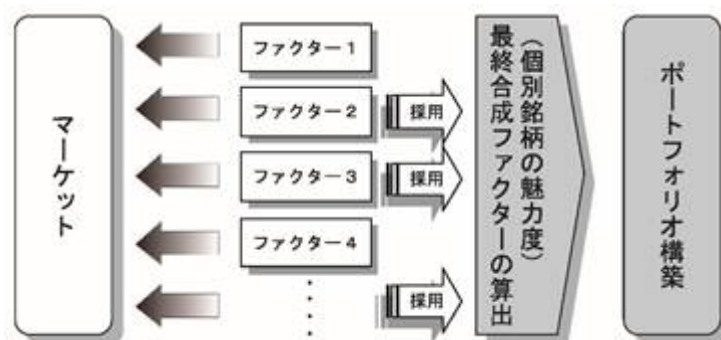 マーケット
ファクター1
ファクター2
ファクター3
ファクター4
採用
採用
採用
(個別銘柄の魅力度)
最終合成ファクターの算出
ポートフォリオ構築